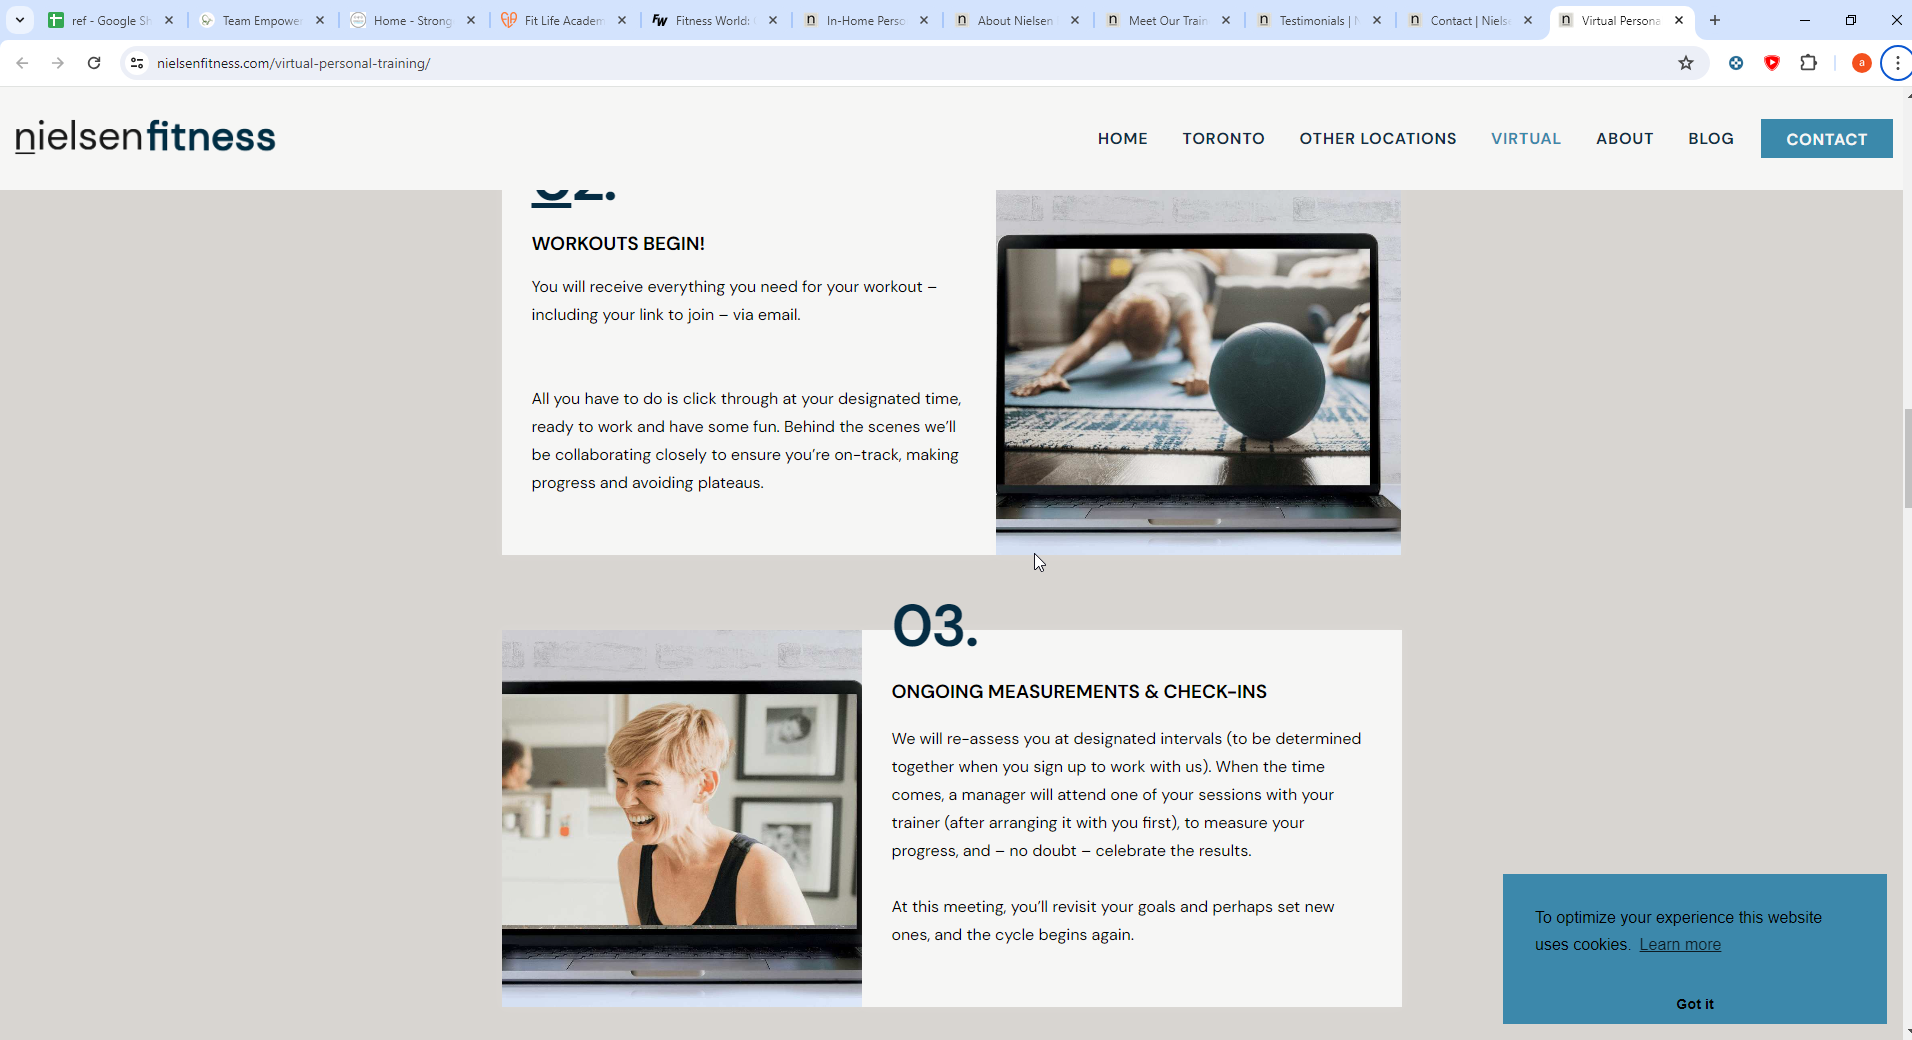 ref - Google Sh
Team Empower
Home - Strong
Fit Life Academ
FW
Fitness World:
n
In-Home Perso
n
About Nielsen
n
Meet Our Train
n
Testimonials | N
n
Contact | Nielse
n
Virtual Persona
nielsenfitness.com/virtual-personal-training/
a
nielsenfitness
HOME
TORONTO
OTHER LOCATIONS
VIRTUAL
ABOUT
BLOG
CONTACT
02.
WORKOUTS BEGIN!
You will receive everything you need for your workout –
including your link to join – via email.
All you have to do is click through at your designated time,
ready to work and have some fun. Behind the scenes we’ll
be collaborating closely to ensure you’re on-track, making
progress and avoiding plateaus.
03.
ONGOING MEASUREMENTS & CHECK-INS
We will re-assess you at designated intervals (to be determined
together when you sign up to work with us). When the time
comes, a manager will attend one of your sessions with your
trainer (after arranging it with you first), to measure your
progress, and – no doubt – celebrate the results.
At this meeting, you’ll revisit your goals and perhaps set new
ones, and the cycle begins again.
To optimize your experience this website
uses cookies. Learn more
Got it